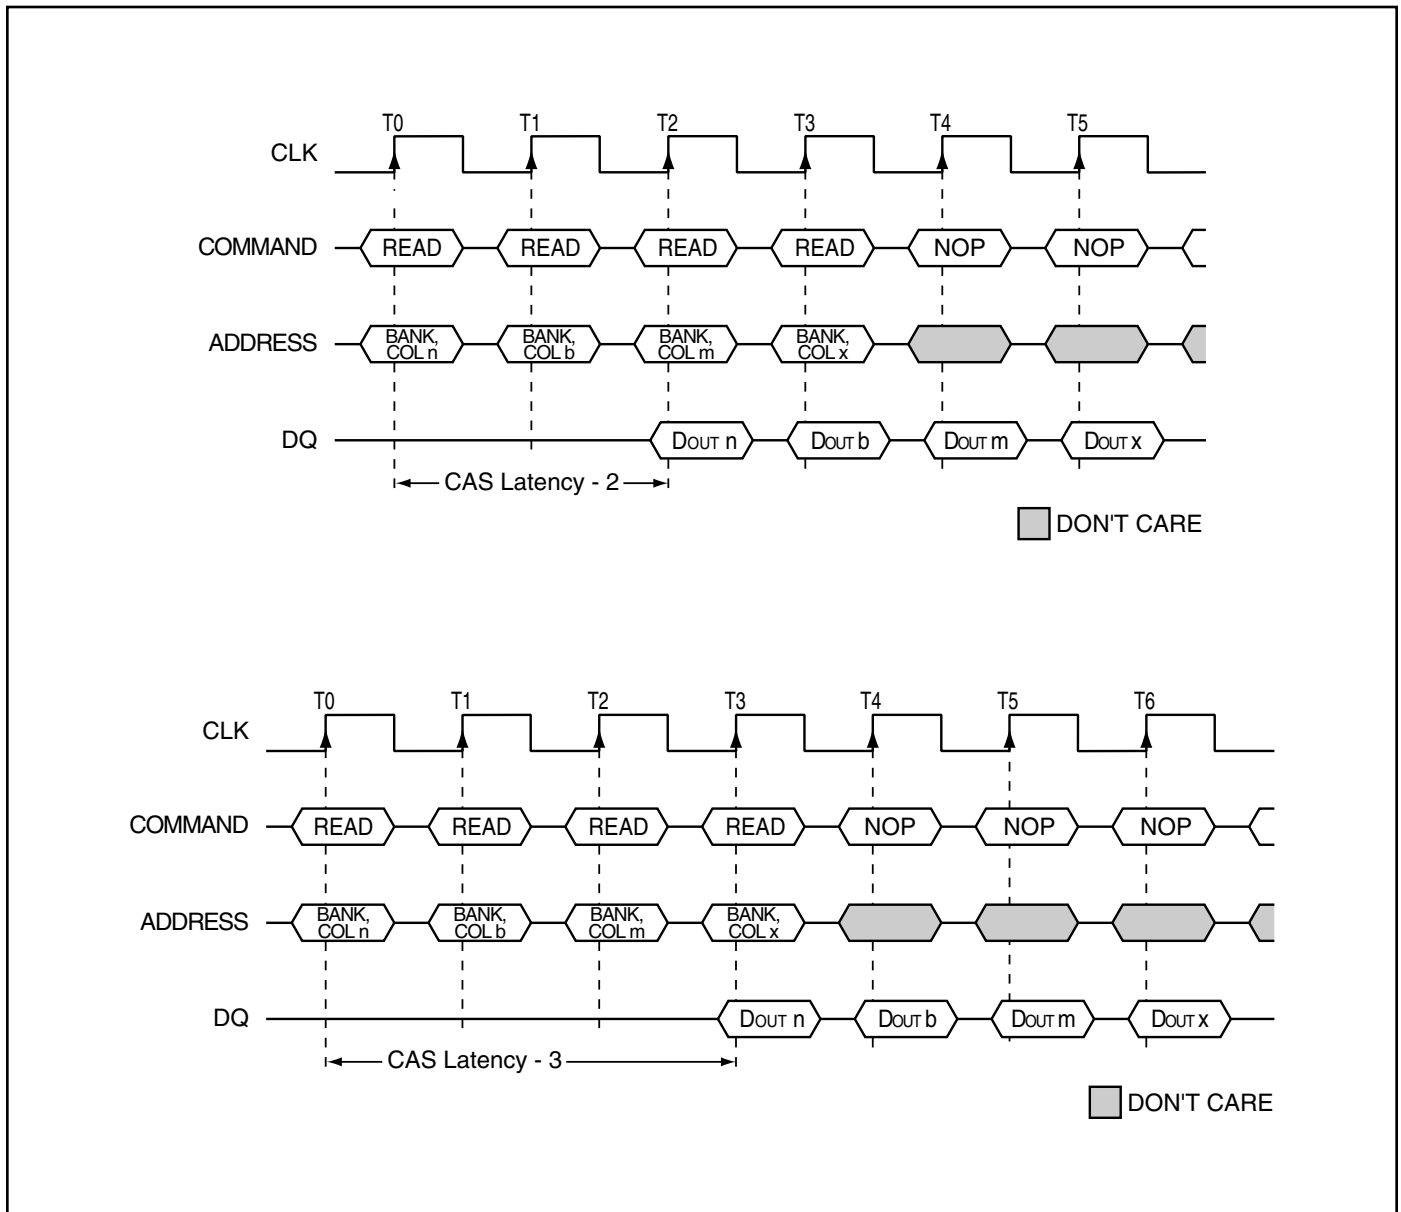 T0 T1 T2 T3 T4 T5
CLK
COMMAND READ READ READ READ NOP NOP
ADDRESS BANK, COL n BANK, COL b BANK, COL m BANK, COL x
DQ DOUT n DOUT b DOUT m DOUT x
CAS Latency - 2
DON'T CARE
T0 T1 T2 T3 T4 T5 T6
CLK
COMMAND READ READ READ READ NOP NOP NOP
ADDRESS BANK, COL n BANK, COL b BANK, COL m BANK, COL x
DQ DOUT n DOUT b DOUT m DOUT x
CAS Latency - 3
DON'T CARE